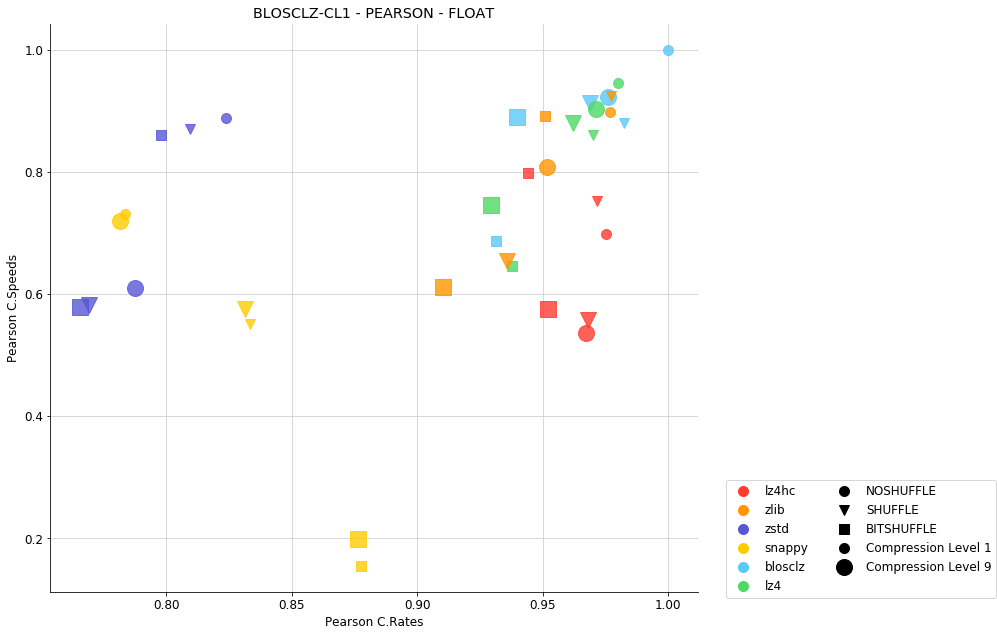 BLOSCLZ-CL1 - PEARSON - FLOAT
1.0
0.8
0.6
0.4
0.2
Pearson C.Speeds
0.80 0.85 0.90 0.95 1.00
Pearson C.Rates
lz4hc
zlib
zstd
snappy
blosclz
lz4
NOSHUFFLE
SHUFFLE
BITSHUFFLE
Compression Level 1
Compression Level 9